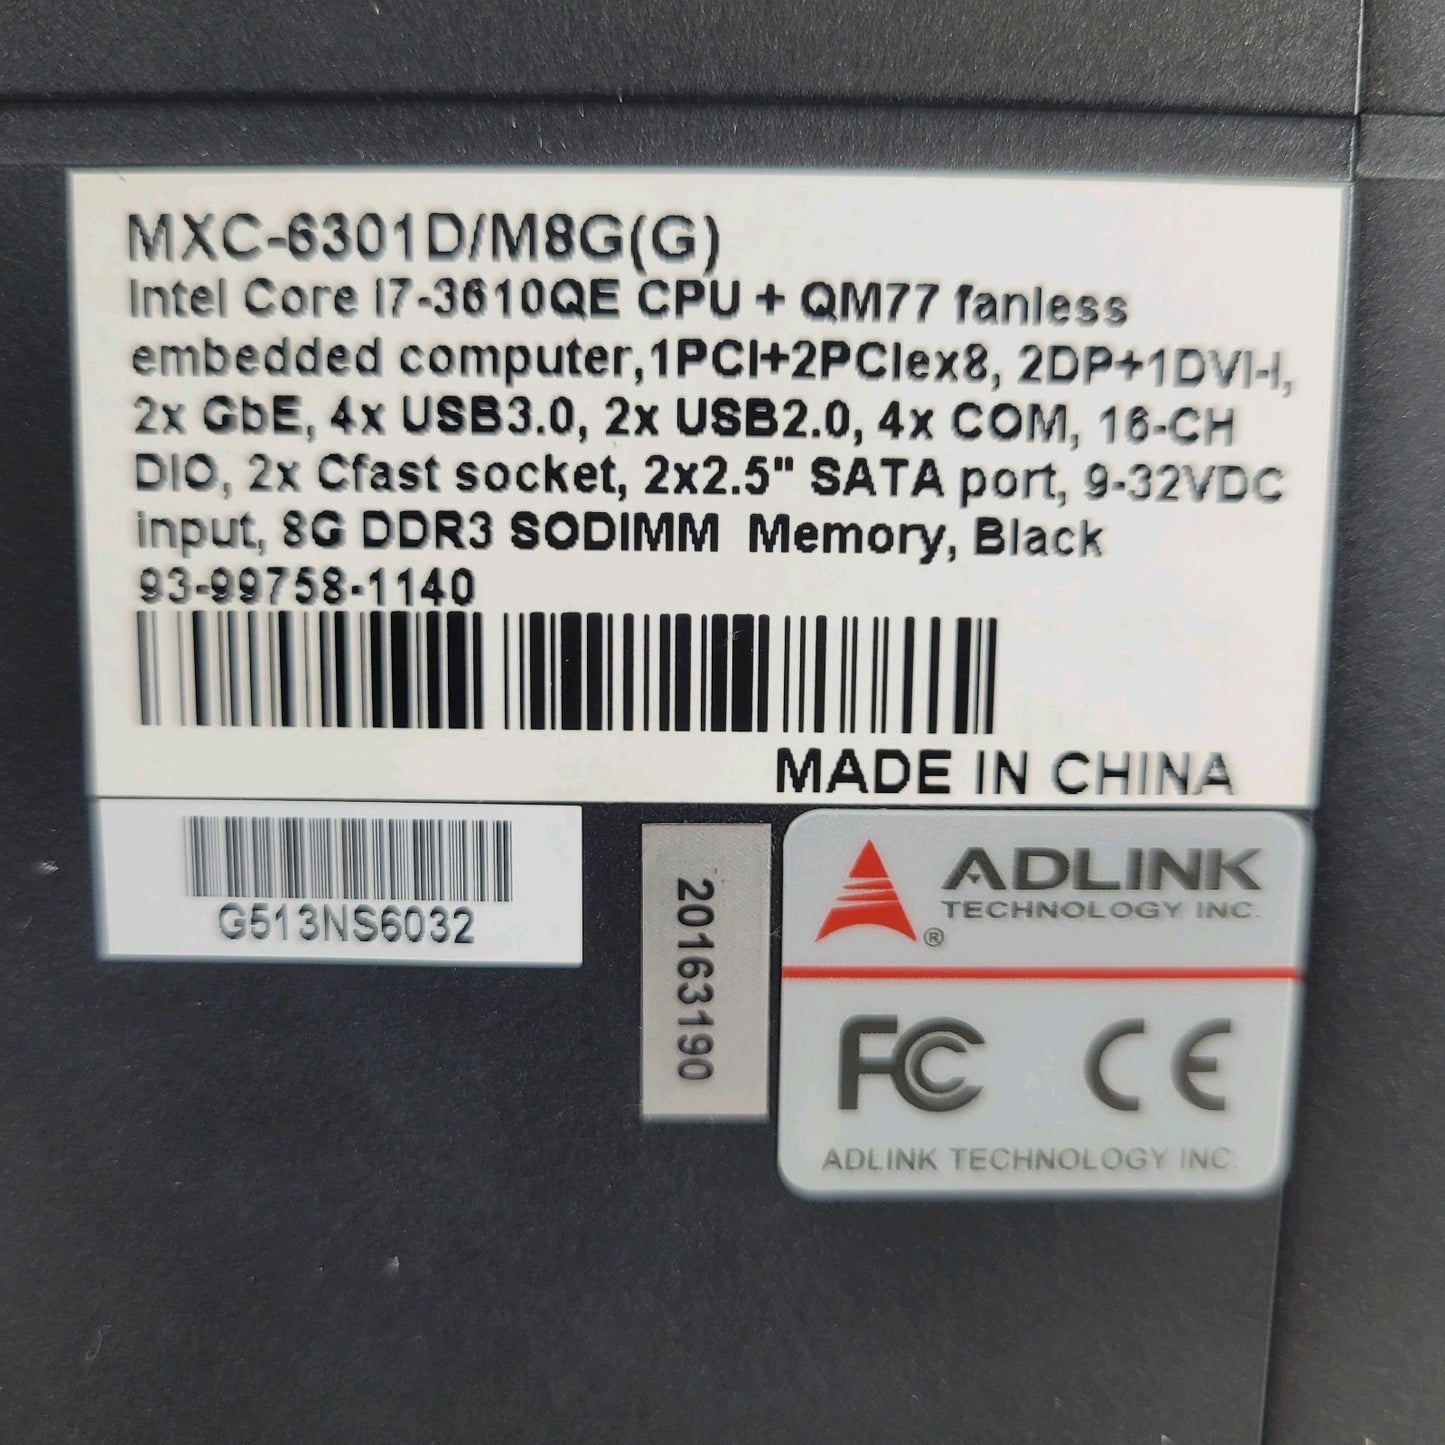 MXC-6301D/M8G(G)
Intel Core I7-3610QE CPU + QM77 fanless
embedded computer,1PCI+2PCIex8, 2DP+1DVI-I,
2x GbE, 4x USB3.0, 2x USB2.0, 4x COM, 16-CH
DIO, 2x Cfast socket, 2x2.5" SATA port, 9-32VDC
input, 8G DDR3 SODIMM Memory, Black
93-99758-1140
MADE IN CHINA
G513NS6032
20163190
ADLINK
TECHNOLOGY INC.
®
FC CE
ADLINK TECHNOLOGY INC.